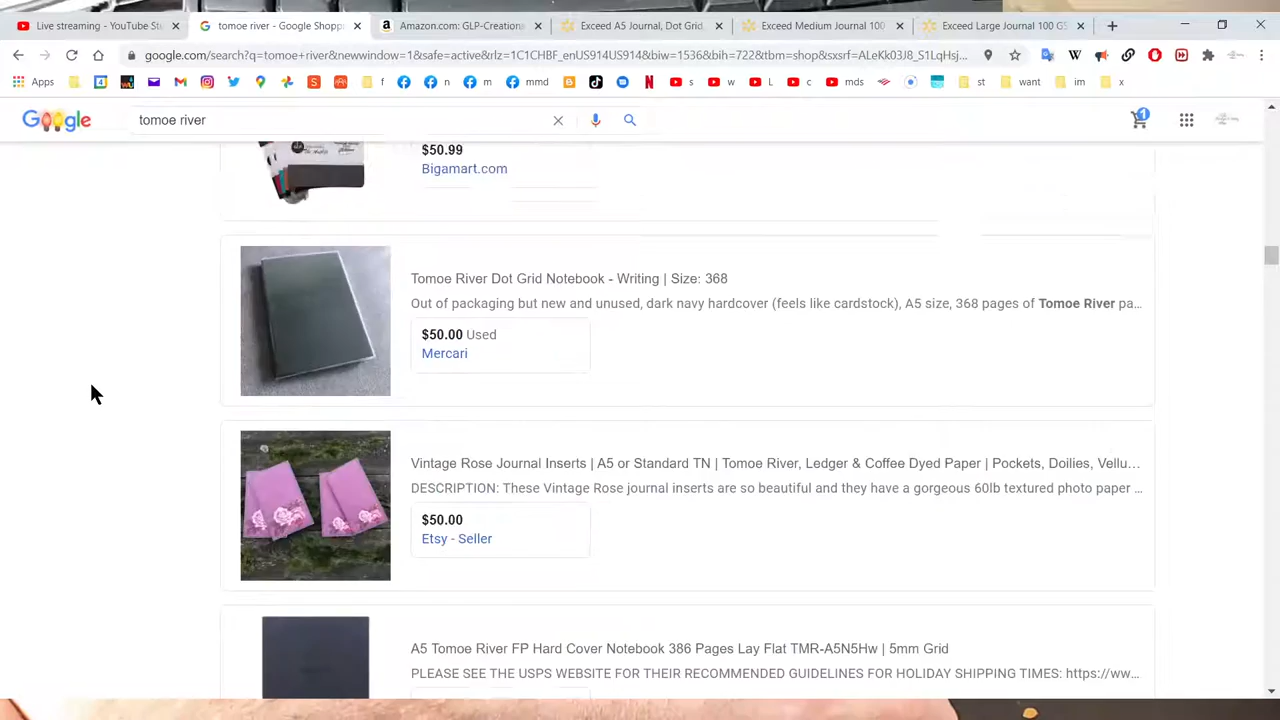 Live streaming - YouTube St
tomoe river - Google Shopp
Amazon.com: GLP-Creation
Exceed A5 Journal, Dot Grid
Exceed Medium Journal 100
Exceed Large Journal 100 GS
google.com/search?q=tomoe+river&newwindow=1&safe=active&rlz=1C1CHBF_enUS914US914&biw=1536&bih=722&tbm=shop&sxsrf=ALeKk03J8_S1LqHsj...
Apps
f
f
n
m
mmd
s
w
L
c
mds
st
want
im
x
Google
tomoe river
1
$50.99
Bigamart.com
Tomoe River Dot Grid Notebook - Writing | Size: 368
Out of packaging but new and unused, dark navy hardcover (feels like cardstock), A5 size, 368 pages of Tomoe River pa...
$50.00 Used
Mercari
Vintage Rose Journal Inserts | A5 or Standard TN | Tomoe River, Ledger & Coffee Dyed Paper | Pockets, Doilies, Vellu...
DESCRIPTION: These Vintage Rose journal inserts are so beautiful and they have a gorgeous 60lb textured photo paper ...
$50.00
Etsy - Seller
A5 Tomoe River FP Hard Cover Notebook 386 Pages Lay Flat TMR-A5N5Hw | 5mm Grid
PLEASE SEE THE USPS WEBSITE FOR THEIR RECOMMENDED GUIDELINES FOR HOLIDAY SHIPPING TIMES: https://ww...